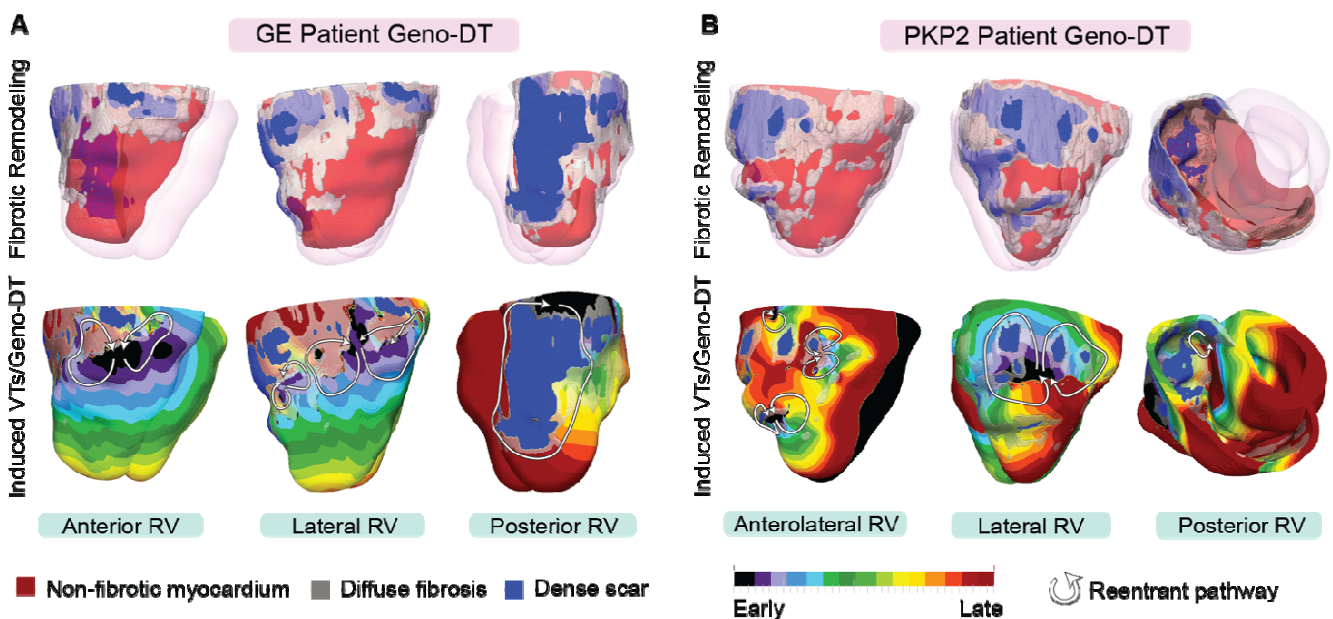 A
GE Patient Geno-DT
B
PKP2 Patient Geno-DT
Fibrotic Remodeling
Fibrotic Remodeling
Induced VTs/Geno-DT
Induced VTs/Geno-DT
Anterior RV
Lateral RV
Posterior RV
Anterolateral RV
Lateral RV
Posterior RV
Non-fibrotic myocardium
Diffuse fibrosis
Dense scar
Early
Late
Reentrant pathway